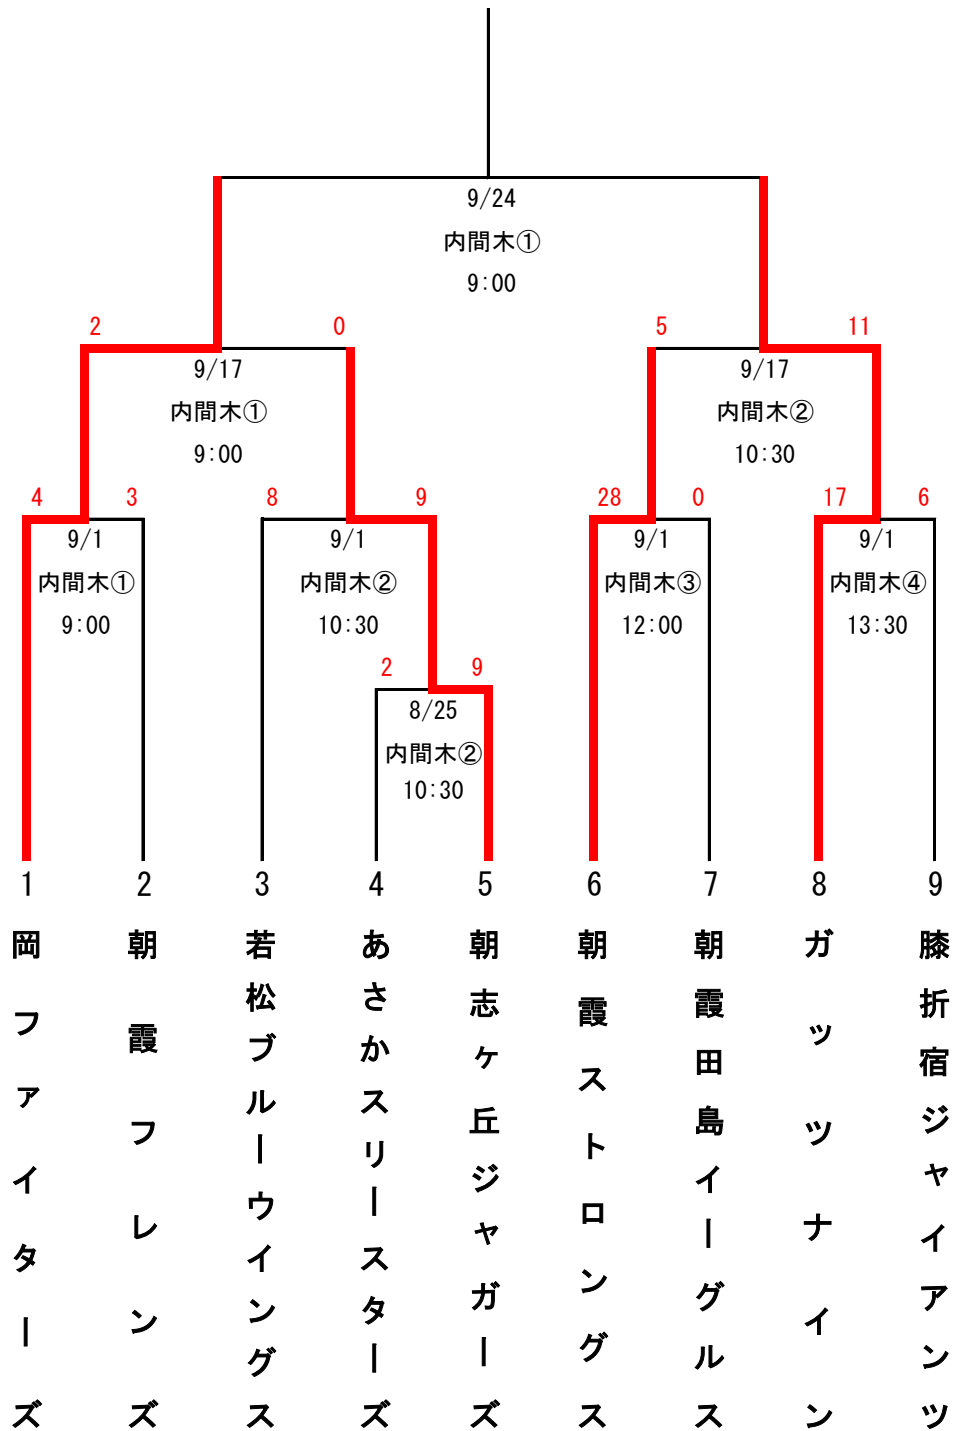 9/24
内間木①
9:00
2 0 5 11
9/17
内間木①
9:00
9/17
内間木②
10:30
4 3 8 9 28 0 17 6
9/1
内間木①
9:00
9/1
内間木②
10:30
9/1
内間木③
12:00
9/1
内間木④
13:30
2 9
8/25
内間木②
10:30
1 2 3 4 5 6 7 8 9
岡ファイターズ
朝霞フレンズ
若松ブルーウイングス
あさかスリースターズ
朝志ヶ丘ジャガーズ
朝霞ストロングス
朝霞田島イーグルス
ガッツナイン
膝折宿ジャイアンツ